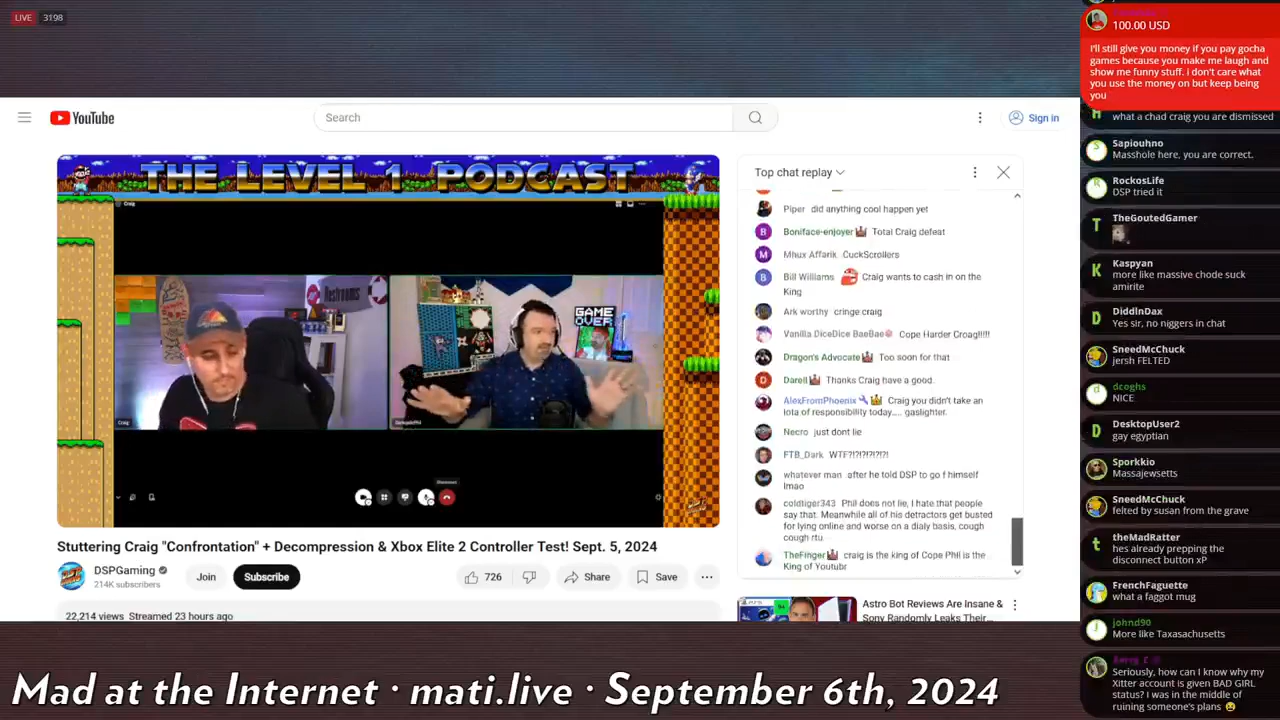 LIVE 3198
YouTube
Search
Sign in
THE LEVEL 1 PODCAST
Craig
Restrooms
GAME
OVER
Craig
Stuttering Craig "Confrontation" + Decompression & Xbox Elite 2 Controller Test! Sept. 5, 2024
DSPGaming
214K subscribers
Join
Subscribe
726
Share
Save
22,214 views Streamed 23 hours ago
Top chat replay
Piper did anything cool happen yet
Boniface-enjoyer Total Craig defeat
Mhux Affarik CuckScrollers
Bill Williams Craig wants to cash in on the
King
Ark worthy cringe craig
Vanilla DiceDice BaeBae Cope Harder Croag!!!!!
Dragon's Advocate Too soon for that
Darell Thanks Craig have a good.
AlexFromPhoenix Craig you didn't take an
lota of responsibility today.... gaslighter.
Necro just dont lie
FTB_Dark WTF?!?!?!?!?!?!
whatever man after he told DSP to go f himself
lmao
coldtiger343 Phil does not lie, I hate that people
say that. Meanwhile all of his detractors get busted
for lying online and worse on a dialy basis, cough
cough rtu
TheFinger craig is the king of Cope Phil is the
King of Youtubr
Astro Bot Reviews Are Insane &
Sony Randomly Leaks Their...
100.00 USD
I'll still give you money if you pay gocha
games because you make me laugh and
show me funny stuff. i don't care what
you use the money on but keep being
you
what a chad craig you are dismissed
Sapiouhno
Masshole here, you are correct.
RockosLife
DSP tried it
TheGoutedGamer
Kaspyan
more like massive chode suck
amirite
DiddlnDax
Yes sir, no niggers in chat
SneedMcChuck
jersh FELTED
dcoghs
NICE
DesktopUser2
gay egyptian
Sporkkio
Massajewsetts
SneedMcChuck
felted by susan from the grave
theMadRatter
hes already prepping the
disconnect button xP
FrenchFaguette
what a faggot mug
johnd90
More like Taxasachusetts
Seriously, how can I know why my
Xitter account is given BAD GIRL
status? I was in the middle of
ruining someone's plans
Mad at the Internet · mati.live · September 6th, 2024